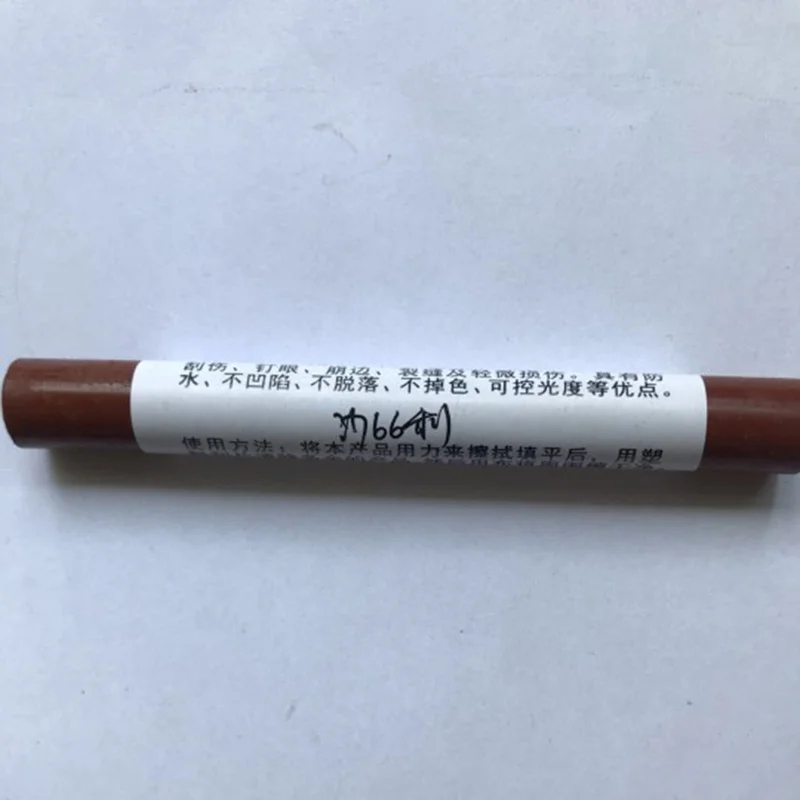 刮伤、钉眼、崩边、裂缝及轻微损伤。具有防
水、不凹陷、不脱落、不掉色、可控光度等优点。
66
使用方法：将本产品用力来擦拭填平后，用塑